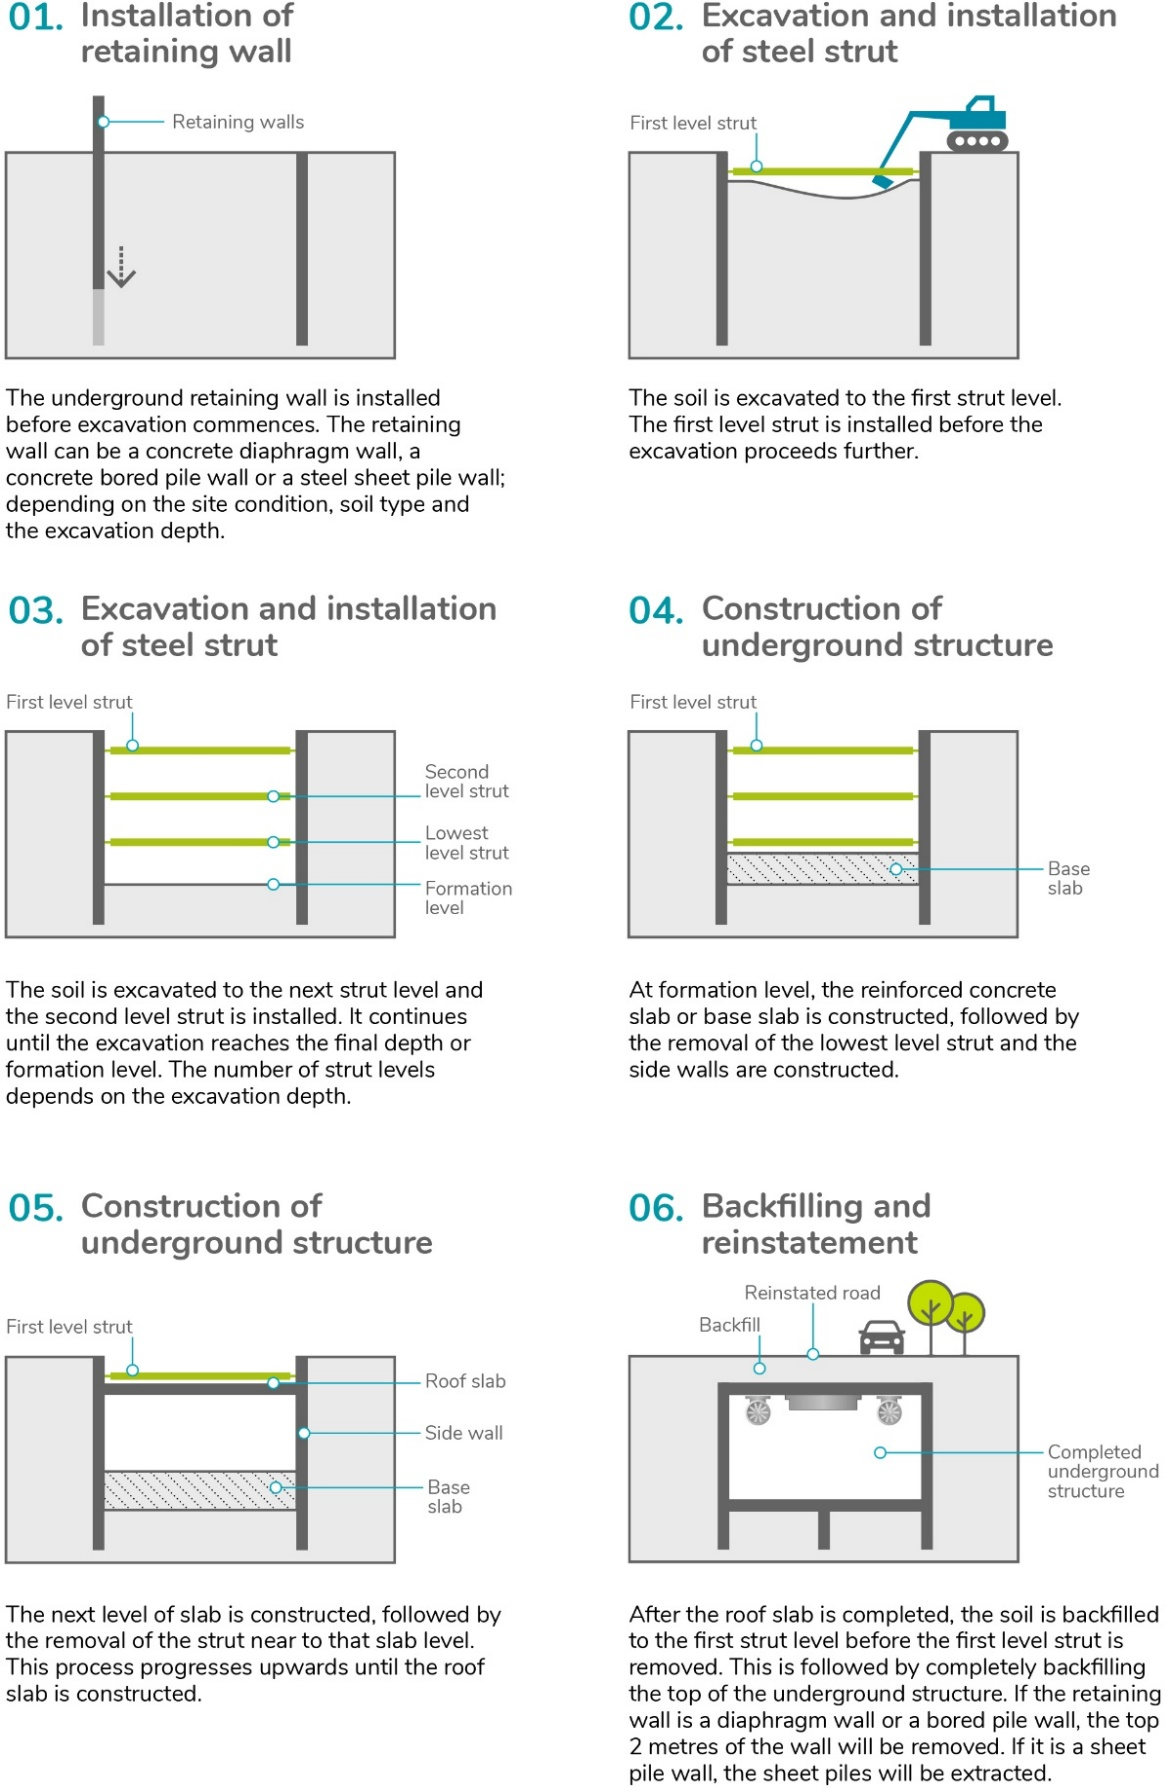 01. Installation of
retaining wall
Retaining walls
The underground retaining wall is installed
before excavation commences. The retaining
wall can be a concrete diaphragm wall, a
concrete bored pile wall or a steel sheet pile wall;
depending on the site condition, soil type and
the excavation depth.
02. Excavation and installation
of steel strut
First level strut
The soil is excavated to the first strut level.
The first level strut is installed before the
excavation proceeds further.
03. Excavation and installation
of steel strut
First level strut
Second
level strut
Lowest
level strut
Formation
level
The soil is excavated to the next strut level and
the second level strut is installed. It continues
until the excavation reaches the final depth or
formation level. The number of strut levels
depends on the excavation depth.
04. Construction of
underground structure
First level strut
Base
slab
At formation level, the reinforced concrete
slab or base slab is constructed, followed by
the removal of the lowest level strut and the
side walls are constructed.
05. Construction of
underground structure
First level strut
Roof slab
Side wall
Base
slab
The next level of slab is constructed, followed by
the removal of the strut near to that slab level.
This process progresses upwards until the roof
slab is constructed.
06. Backfilling and
reinstatement
Reinstated road
Backfill
Completed
underground
structure
After the roof slab is completed, the soil is backfilled
to the first strut level before the first level strut is
removed. This is followed by completely backfilling
the top of the underground structure. If the retaining
wall is a diaphragm wall or a bored pile wall, the top
2 metres of the wall will be removed. If it is a sheet
pile wall, the sheet piles will be extracted.